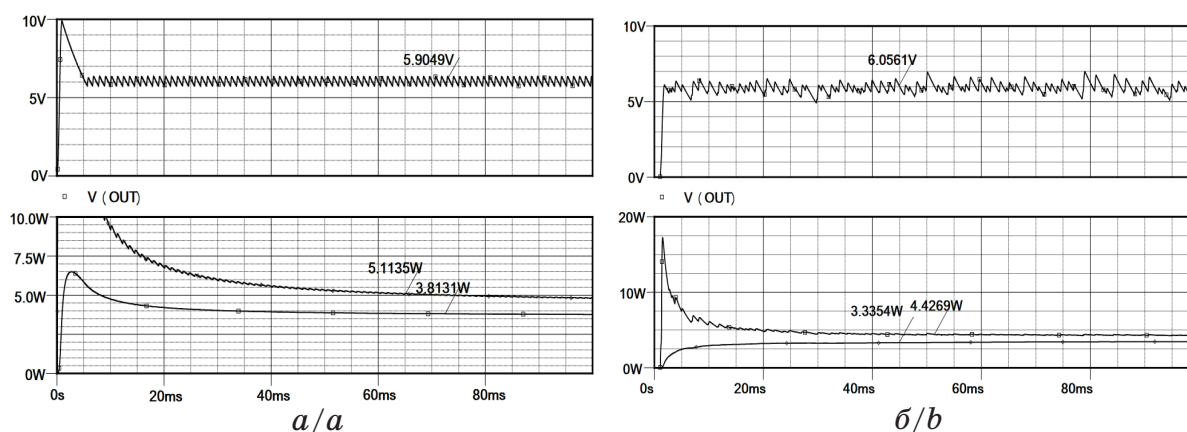 10V
5.9049V
5V
0V
V (OUT)
10.0W
7.5W
5.1135W
3.8131W
5.0W
0W
0s 20ms 40ms 60ms 80ms
а/a
10V
6.0561V
5V
0V
V (OUT)
20W
10W
3.3354W 4.4269W
0W
0s 20ms 40ms 60ms 80ms
б/b